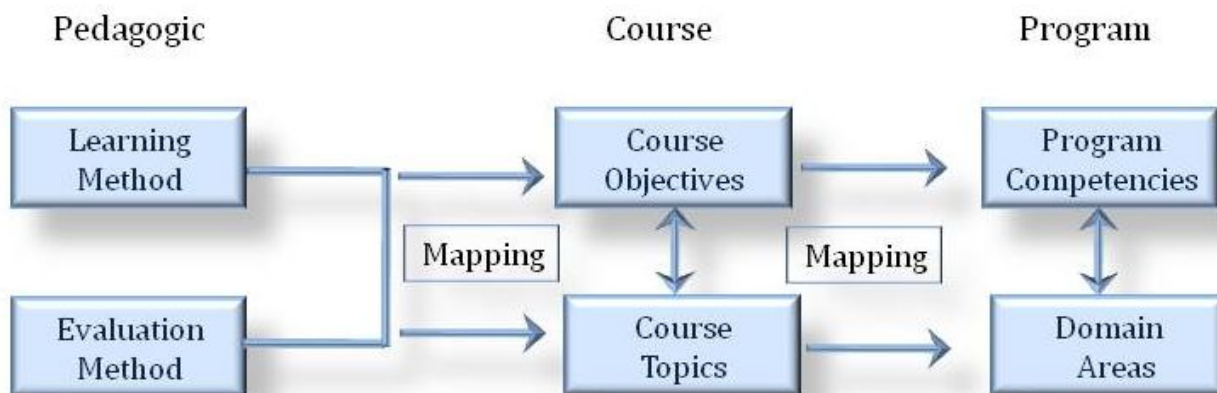 Pedagogic
Course
Program
Learning
Method
Course
Objectives
Program
Competencies
Mapping
Mapping
Evaluation
Method
Course
Topics
Domain
Areas